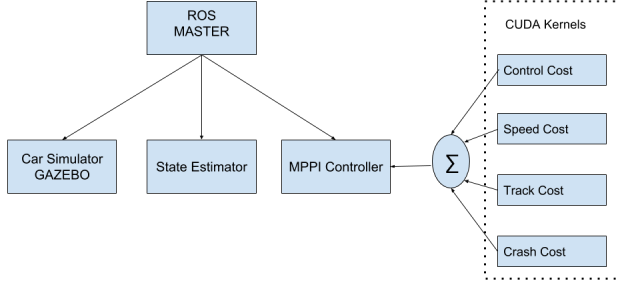 ROS
MASTER
CUDA Kernels
Control Cost
Speed Cost
Car Simulator
GAZEBO
State Estimator
MPPI Controller
Σ
Track Cost
Crash Cost